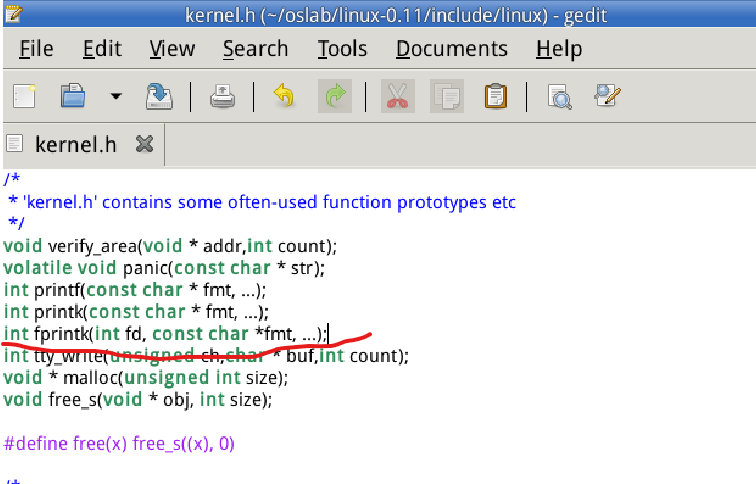 kernel.h (~/oslab/linux-0.11/include/linux) - gedit
File Edit View Search Tools Documents Help
kernel.h
/*
 * 'kernel.h' contains some often-used function prototypes etc
 */
void verify_area(void * addr,int count);
volatile void panic(const char * str);
int printf(const char * fmt, ...);
int printk(const char * fmt, ...);
int fprintk(int fd, const char *fmt, ...);
int tty_write(unsigned ch,char * buf,int count);
void * malloc(unsigned int size);
void free_s(void * obj, int size);
#define free(x) free_s((x), 0)
/*